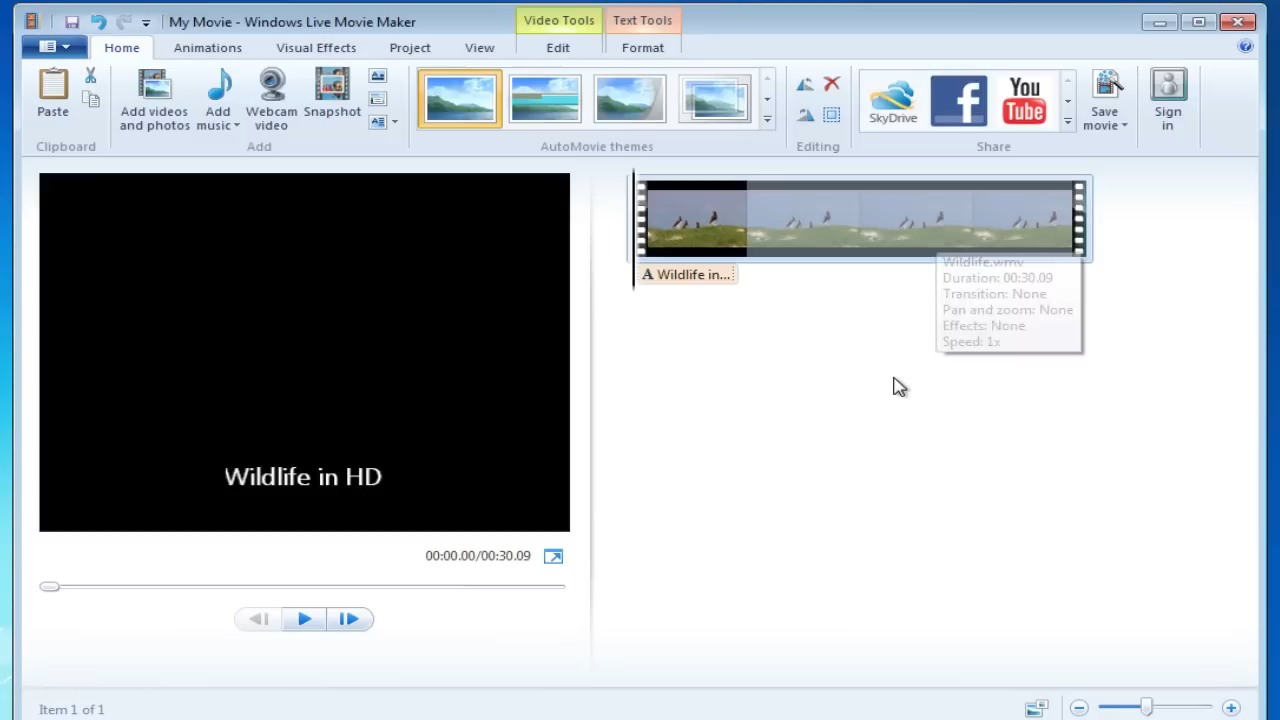 My Movie - Windows Live Movie Maker
Video Tools
Text Tools
Home
Animations
Visual Effects
Project
View
Edit
Format
Paste
Clipboard
Add videos
and photos
Add
music
Webcam
video
Snapshot
Add
AutoMovie themes
Editing
SkyDrive
f
You
Tube
Share
Save
movie
Sign
in
Wildlife in HD
00:00.00/00:30.09
A Wildlife in...
Wildlife.wmv
Duration: 00:30.09
Transition: None
Pan and zoom: None
Effects: None
Speed: 1x
Item 1 of 1